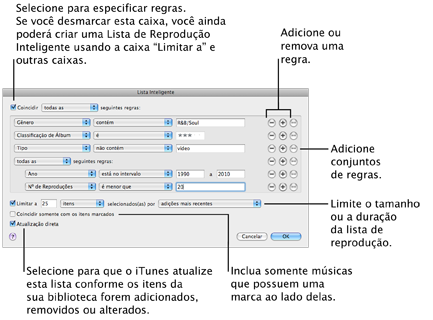 Selecione para especificar regras.
Se você desmarcar esta caixa, você ainda
poderá criar uma Lista de Reprodução
Inteligente usando a caixa “Limitar a” e
outras caixas.
Adicione ou
remova uma
regra.
Lista Inteligente
Coincidir todas as seguintes regras:
Gênero contém R&B/Soul
Classificação de Álbum é ★★★
Tipo não contém vídeo
todas as seguintes regras:
Ano está no intervalo 1998 a 2010
Nº de Reproduções é menor que 20
Adicione
conjuntos
de regras.
Limitar a 25 itens selecionados(as) por adições mais recentes
Coincidir somente com os itens marcados
Atualização direta
? Cancelar OK
Limite o tamanho
ou a duração
da lista de
reprodução.
Selecione para que o iTunes atualize
esta lista conforme os itens da
sua biblioteca forem adicionados,
removidos ou alterados.
Inclua somente músicas
que possuem uma
marca ao lado delas.